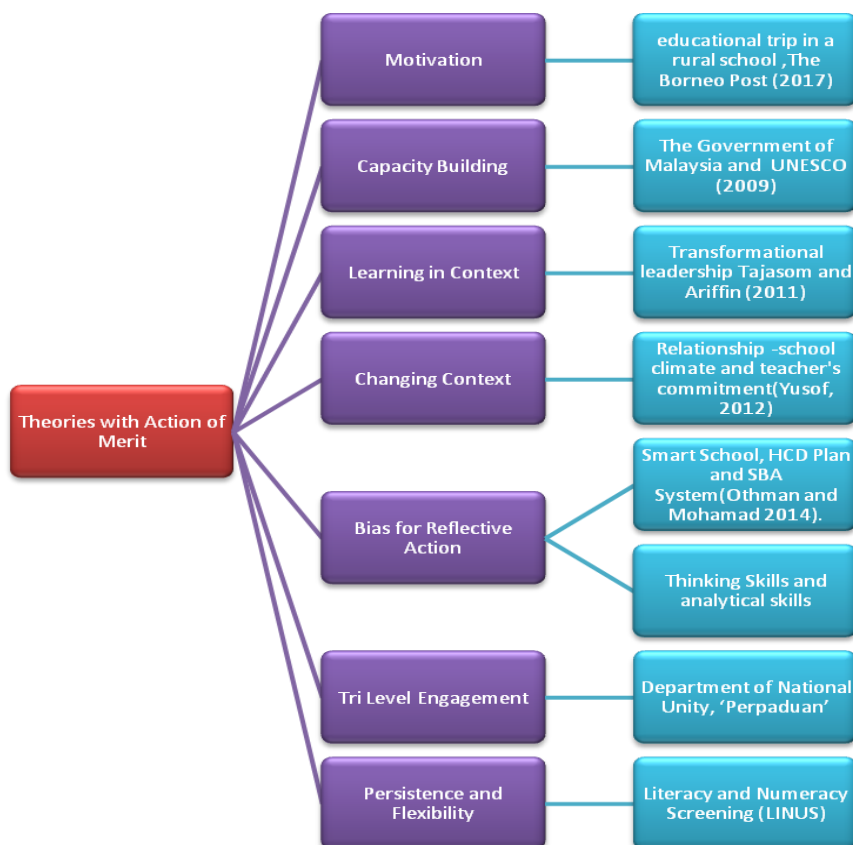 Theories with Action of
Merit
Motivation
educational trip in a
rural school ,The
Borneo Post (2017)
Capacity Building
The Government of
Malaysia and UNESCO
(2009)
Learning in Context
Transformational
leadership Tajasom and
Ariffin (2011)
Changing Context
Relationship -school
climate and teacher's
commitment(Yusof,
2012)
Bias for Reflective
Action
Smart School, HCD Plan
and SBA
System(Othman and
Mohamad 2014).
Thinking Skills and
analytical skills
Tri Level Engagement
Department of National
Unity, ‘Perpaduan’
Persistence and
Flexibility
Literacy and Numeracy
Screening (LINUS)